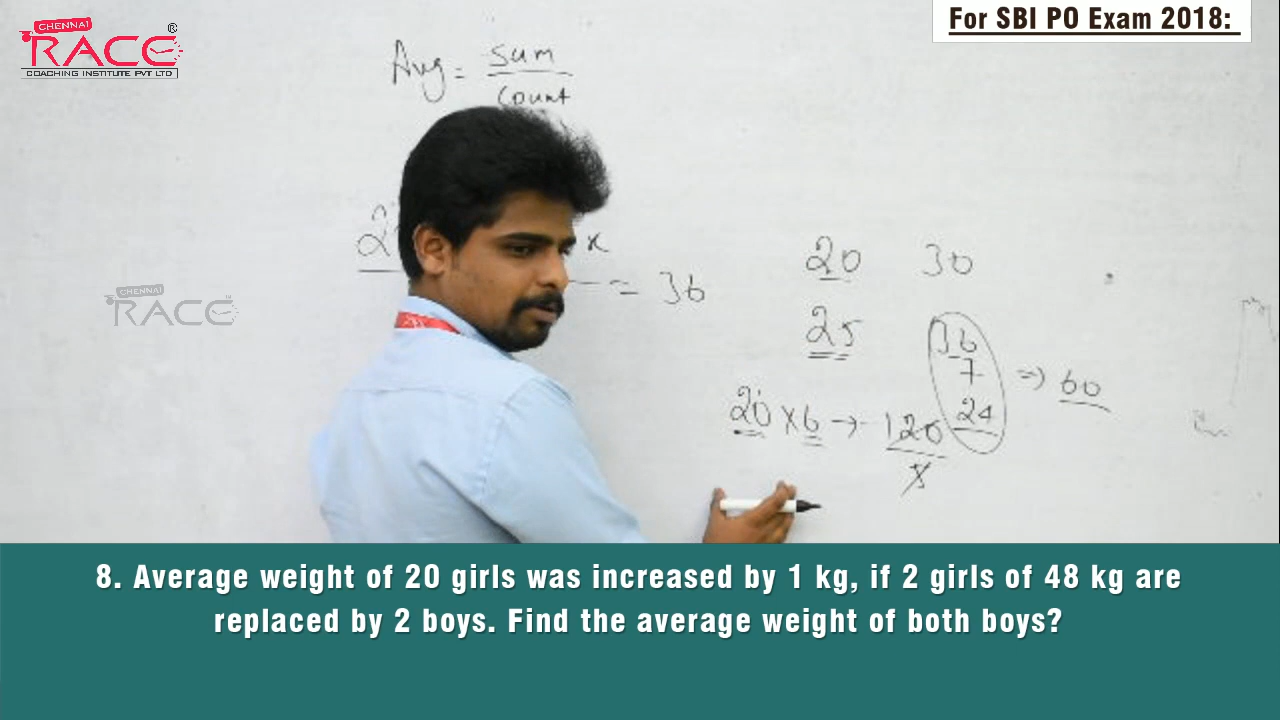 For SBI PO Exam 2018:
CHENNAI
RACE ®
COACHING INSTITUTE PVT LTD
Avg = sum
count
x
= 36
20 30
25 36
7 => 60
24
20 x 6 → 120
CHENNAI
RACE
8. Average weight of 20 girls was increased by 1 kg, if 2 girls of 48 kg are
replaced by 2 boys. Find the average weight of both boys?